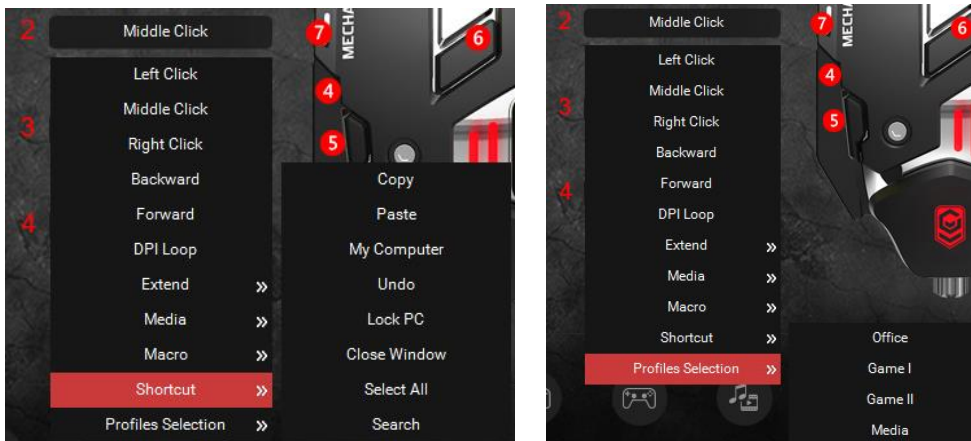 2
Middle Click
7
MECHA
6
Left Click
4
Middle Click
3
Right Click
5
Backward
Forward
4
DPI Loop
Extend »
Media »
Macro »
Shortcut »
Profiles Selection »
Copy
Paste
My Computer
Undo
Lock PC
Close Window
Select All
Search
2
Middle Click
7
MECHA
6
Left Click
4
Middle Click
3
Right Click
5
Backward
4
Forward
DPI Loop
Extend »
Media »
Macro »
Shortcut »
Profiles Selection »
Office
Game I
Game II
Media